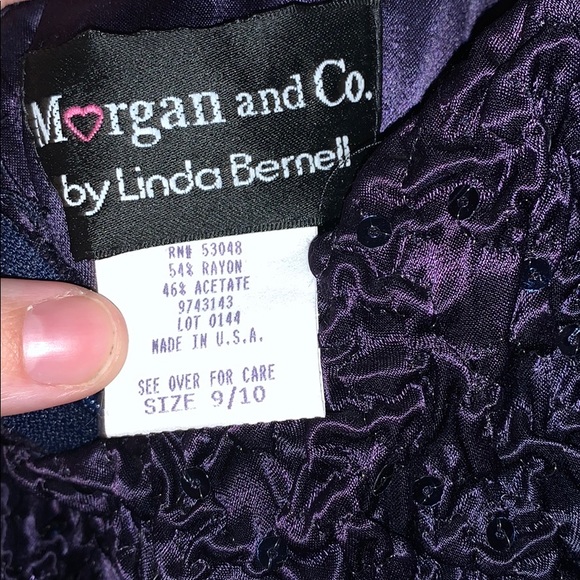 Morgan and Co.
by Linda Bernell
RN# 53048
54% RAYON
46% ACETATE
9743143
LOT 0144
MADE IN U.S.A.
SEE OVER FOR CARE
SIZE 9/10